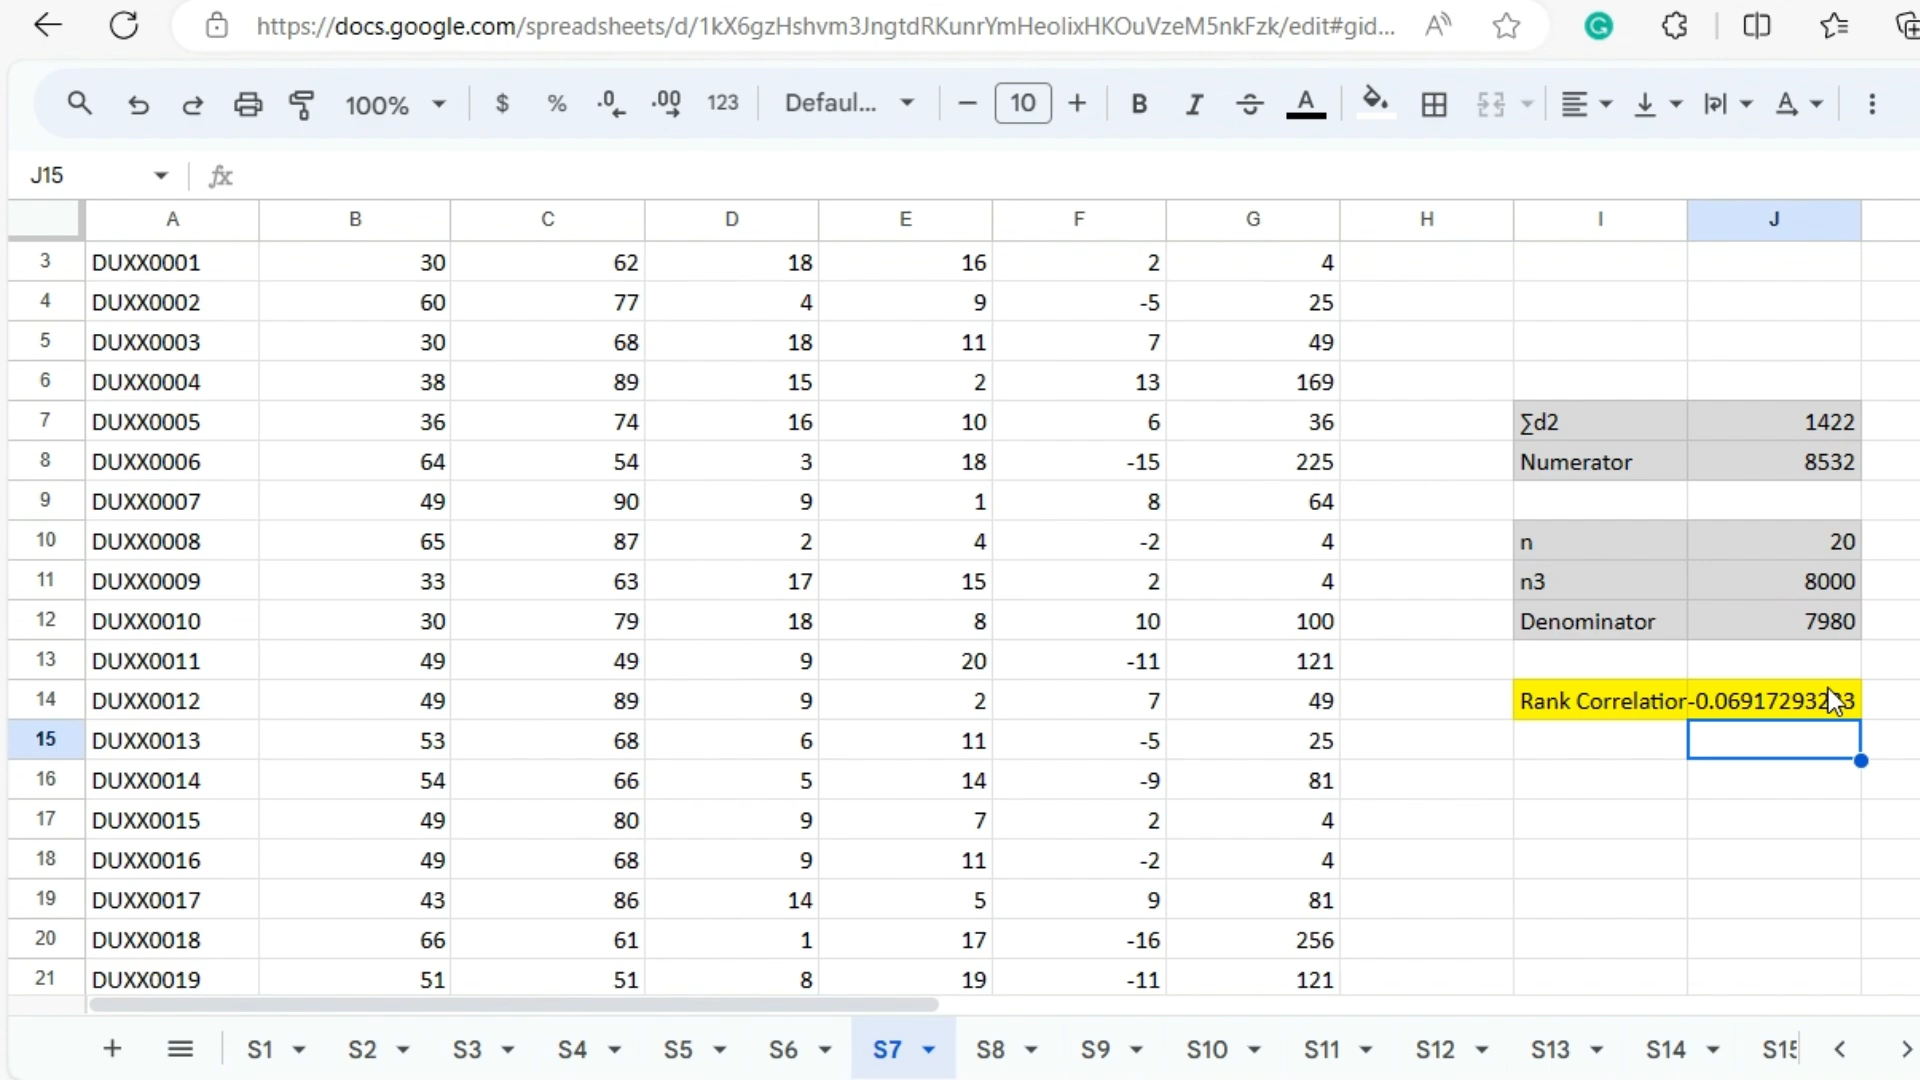 https://docs.google.com/spreadsheets/d/1kX6gzHshvm3JngtdRKunrYmHeolixHKOuVzeM5nkFzk/edit#gid...
100% $ % .0 .00 123 Defaul... 10 B I A
J15 fx
A B C D E F G H I J
3 DUXX0001 30 62 18 16 2 4
4 DUXX0002 60 77 4 9 -5 25
5 DUXX0003 30 68 18 11 7 49
6 DUXX0004 38 89 15 2 13 169
7 DUXX0005 36 74 16 10 6 36 ∑d2 1422
8 DUXX0006 64 54 3 18 -15 225 Numerator 8532
9 DUXX0007 49 90 9 1 8 64
10 DUXX0008 65 87 2 4 -2 4 n 20
11 DUXX0009 33 63 17 15 2 4 n3 8000
12 DUXX0010 30 79 18 8 10 100 Denominator 7980
13 DUXX0011 49 49 9 20 -11 121
14 DUXX0012 49 89 9 2 7 49 Rank Correlation
15 DUXX0013 53 68 6 11 -5 25
16 DUXX0014 54 66 5 14 -9 81
17 DUXX0015 49 80 9 7 2 4
18 DUXX0016 49 68 9 11 -2 4
19 DUXX0017 43 86 14 5 9 81
20 DUXX0018 66 61 1 17 -16 256
21 DUXX0019 51 51 8 19 -11 121
+ S1 S2 S3 S4 S5 S6 S7 S8 S9 S10 S11 S12 S13 S14 S15